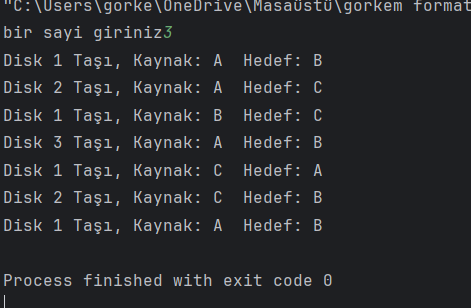 "C:\Users\gorke\OneDrive\Masaüstü\gorkem format
bir sayi giriniz3
Disk 1 Taşı, Kaynak: A  Hedef: B
Disk 2 Taşı, Kaynak: A  Hedef: C
Disk 1 Taşı, Kaynak: B  Hedef: C
Disk 3 Taşı, Kaynak: A  Hedef: B
Disk 1 Taşı, Kaynak: C  Hedef: A
Disk 2 Taşı, Kaynak: C  Hedef: B
Disk 1 Taşı, Kaynak: A  Hedef: B
Process finished with exit code 0